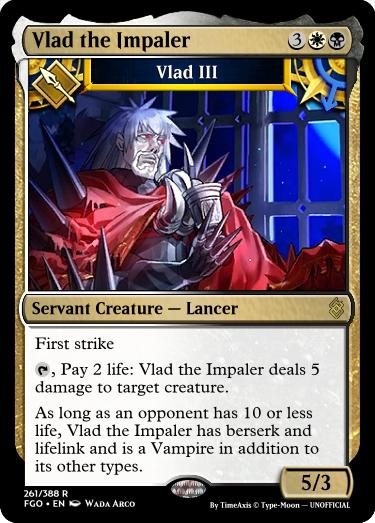 Vlad the Impaler 3
Vlad III
Servant Creature — Lancer
First strike
, Pay 2 life: Vlad the Impaler deals 5
damage to target creature.
As long as an opponent has 10 or less
life, Vlad the Impaler has berserk and
lifelink and is a Vampire in addition to
its other types.
5/3
261/388 R
FGO • EN Wada Arco
By TimeAxis © Type-Moon — UNOFFICIAL